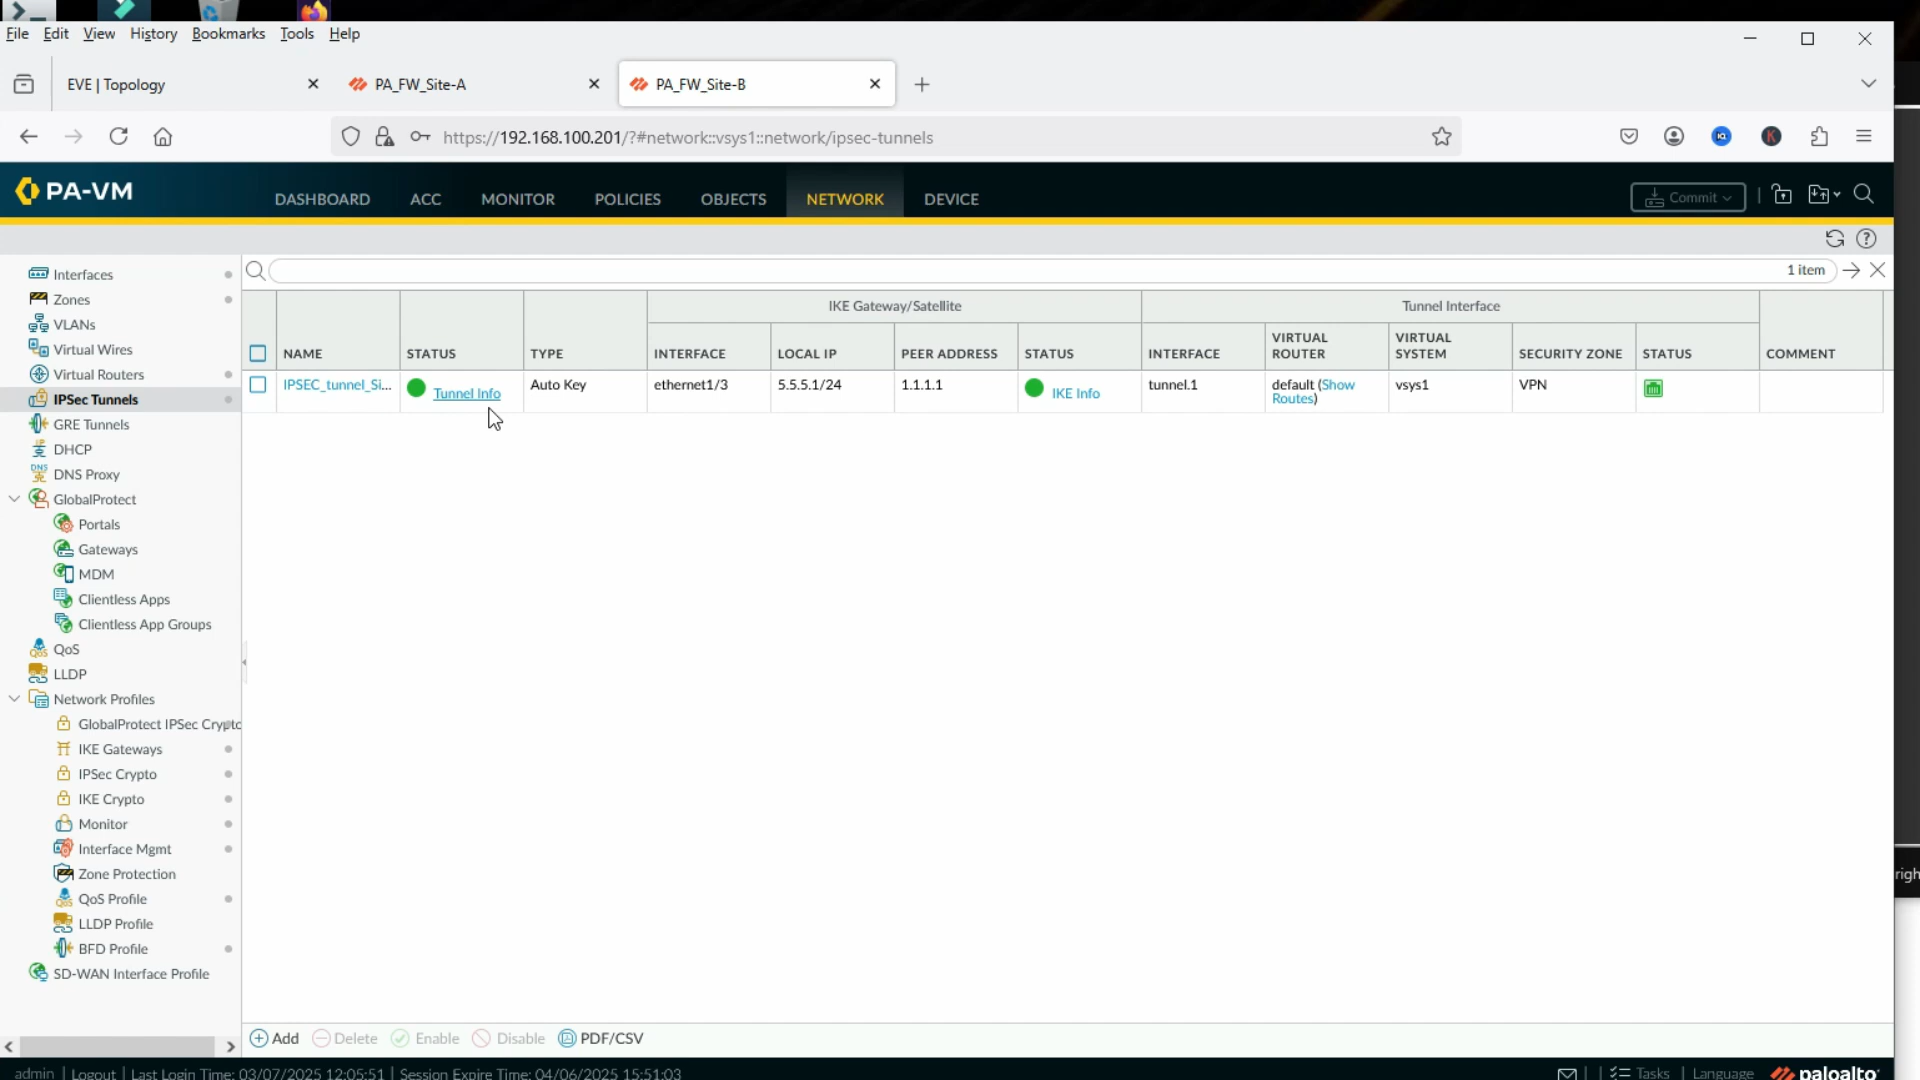 File Edit View History Bookmarks Tools Help
EVE | Topology
PA_FW_Site-A
PA_FW_Site-B
https://192.168.100.201/?#network::vsys1::network/ipsec-tunnels
PA-VM
DASHBOARD ACC MONITOR POLICIES OBJECTS NETWORK DEVICE
Commit
1 item
Interfaces
Zones
VLANs
Virtual Wires
Virtual Routers
IPSec Tunnels
GRE Tunnels
DHCP
DNS Proxy
GlobalProtect
Portals
Gateways
MDM
Clientless Apps
Clientless App Groups
QoS
LLDP
Network Profiles
GlobalProtect IPSec Crypto
IKE Gateways
IPSec Crypto
IKE Crypto
Monitor
Interface Mgmt
Zone Protection
QoS Profile
LLDP Profile
BFD Profile
SD-WAN Interface Profile
IKE Gateway/Satellite Tunnel Interface
NAME STATUS TYPE INTERFACE LOCAL IP PEER ADDRESS STATUS INTERFACE VIRTUAL ROUTER VIRTUAL SYSTEM SECURITY ZONE STATUS COMMENT
IPSEC_tunnel_Si... Tunnel Info Auto Key ethernet1/3 5.5.5.1/24 1.1.1.1 IKE Info tunnel.1 default (Show Routes) vsys1 VPN
Add Delete Enable Disable PDF/CSV
admin | Logout | Last Login Time: 03/07/2025 12:05:51 | Session Expire Time: 04/06/2025 15:51:03
Tasks | Language
paloalto
righ